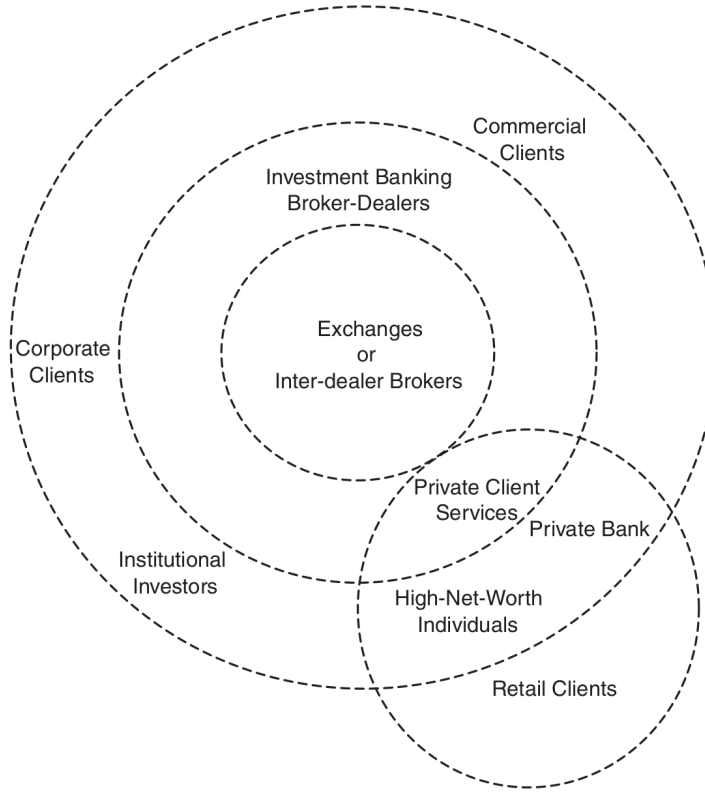 Commercial
Clients
Investment Banking
Broker-Dealers
Exchanges
or
Inter-dealer Brokers
Corporate
Clients
Private Client
Services
Private Bank
Institutional
Investors
High-Net-Worth
Individuals
Retail Clients